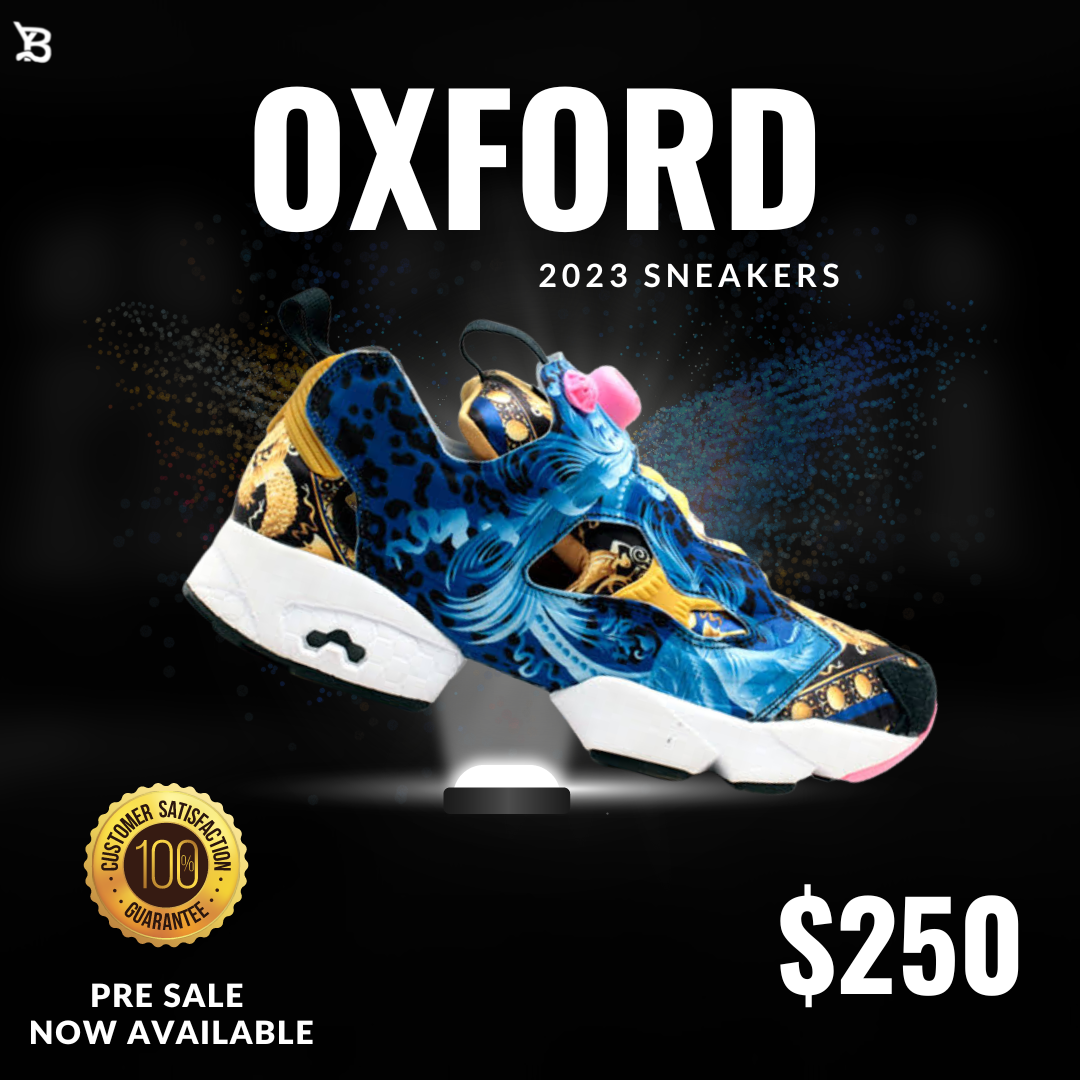 B
OXFORD
2023 SNEAKERS
CUSTOMER SATISFACTION
100%
GUARANTEE
$250
PRE SALE
NOW AVAILABLE